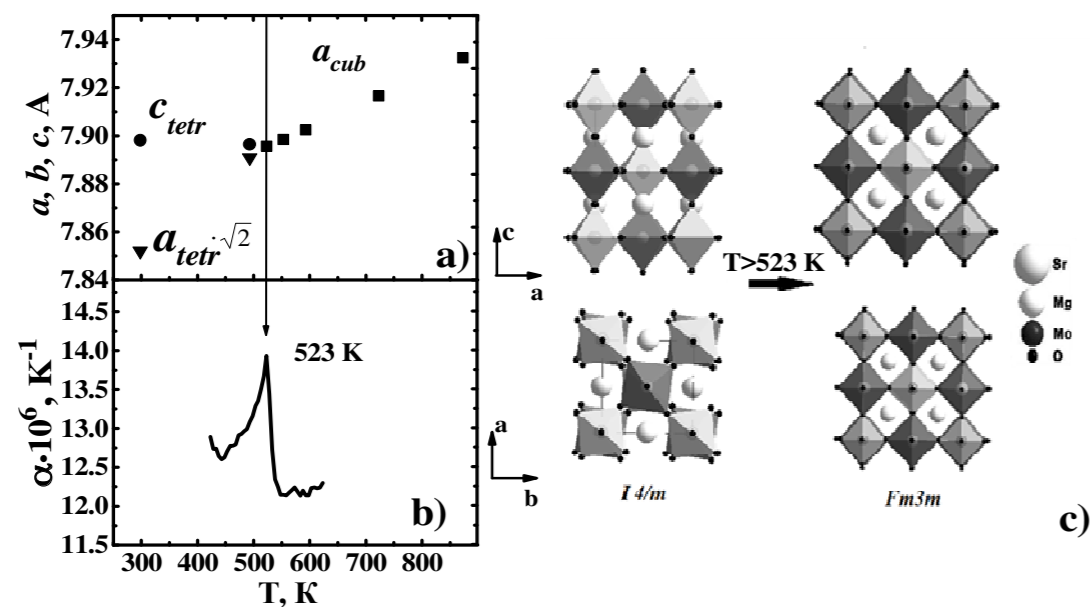 7.94
7.92
7.90
7.88
7.86
7.84
a, b, c, A
a_cub
c_tetr
a_tetr·√2
a)
c
a
14.5
14.0
13.5
13.0
12.5
12.0
11.5
α·10⁶, K⁻¹
523 K
b)
a
b
300 400 500 600 700 800
T, K
T>523 K
I 4/m
Fm3m
Sr
Mg
Mo
O
c)